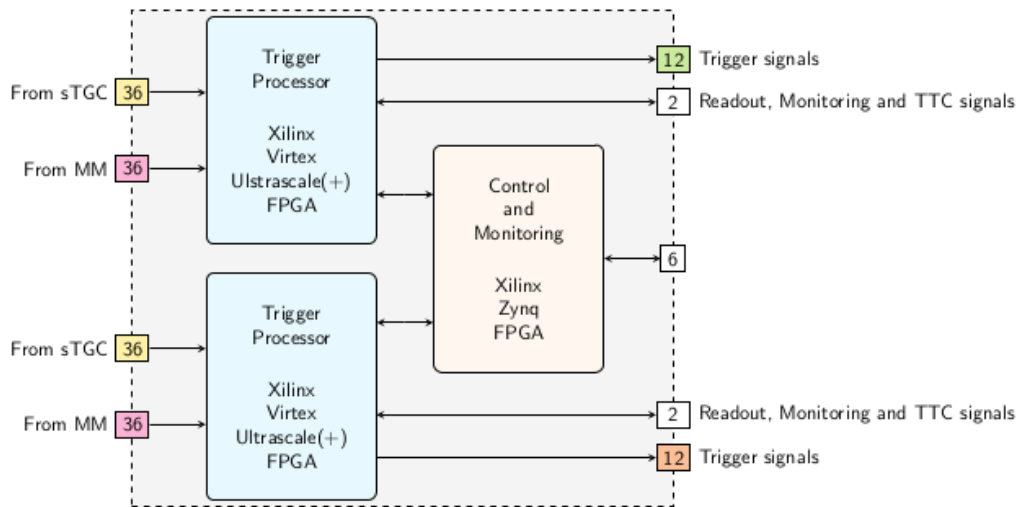 Trigger
Processor
Xilinx
Virtex
Ulstrascale(+)
FPGA
From sTGC 36
From MM 36
12 Trigger signals
2 Readout, Monitoring and TTC signals
Control
and
Monitoring
Xilinx
Zynq
FPGA
6
Trigger
Processor
Xilinx
Virtex
Ultrascale(+)
FPGA
From sTGC 36
From MM 36
2 Readout, Monitoring and TTC signals
12 Trigger signals